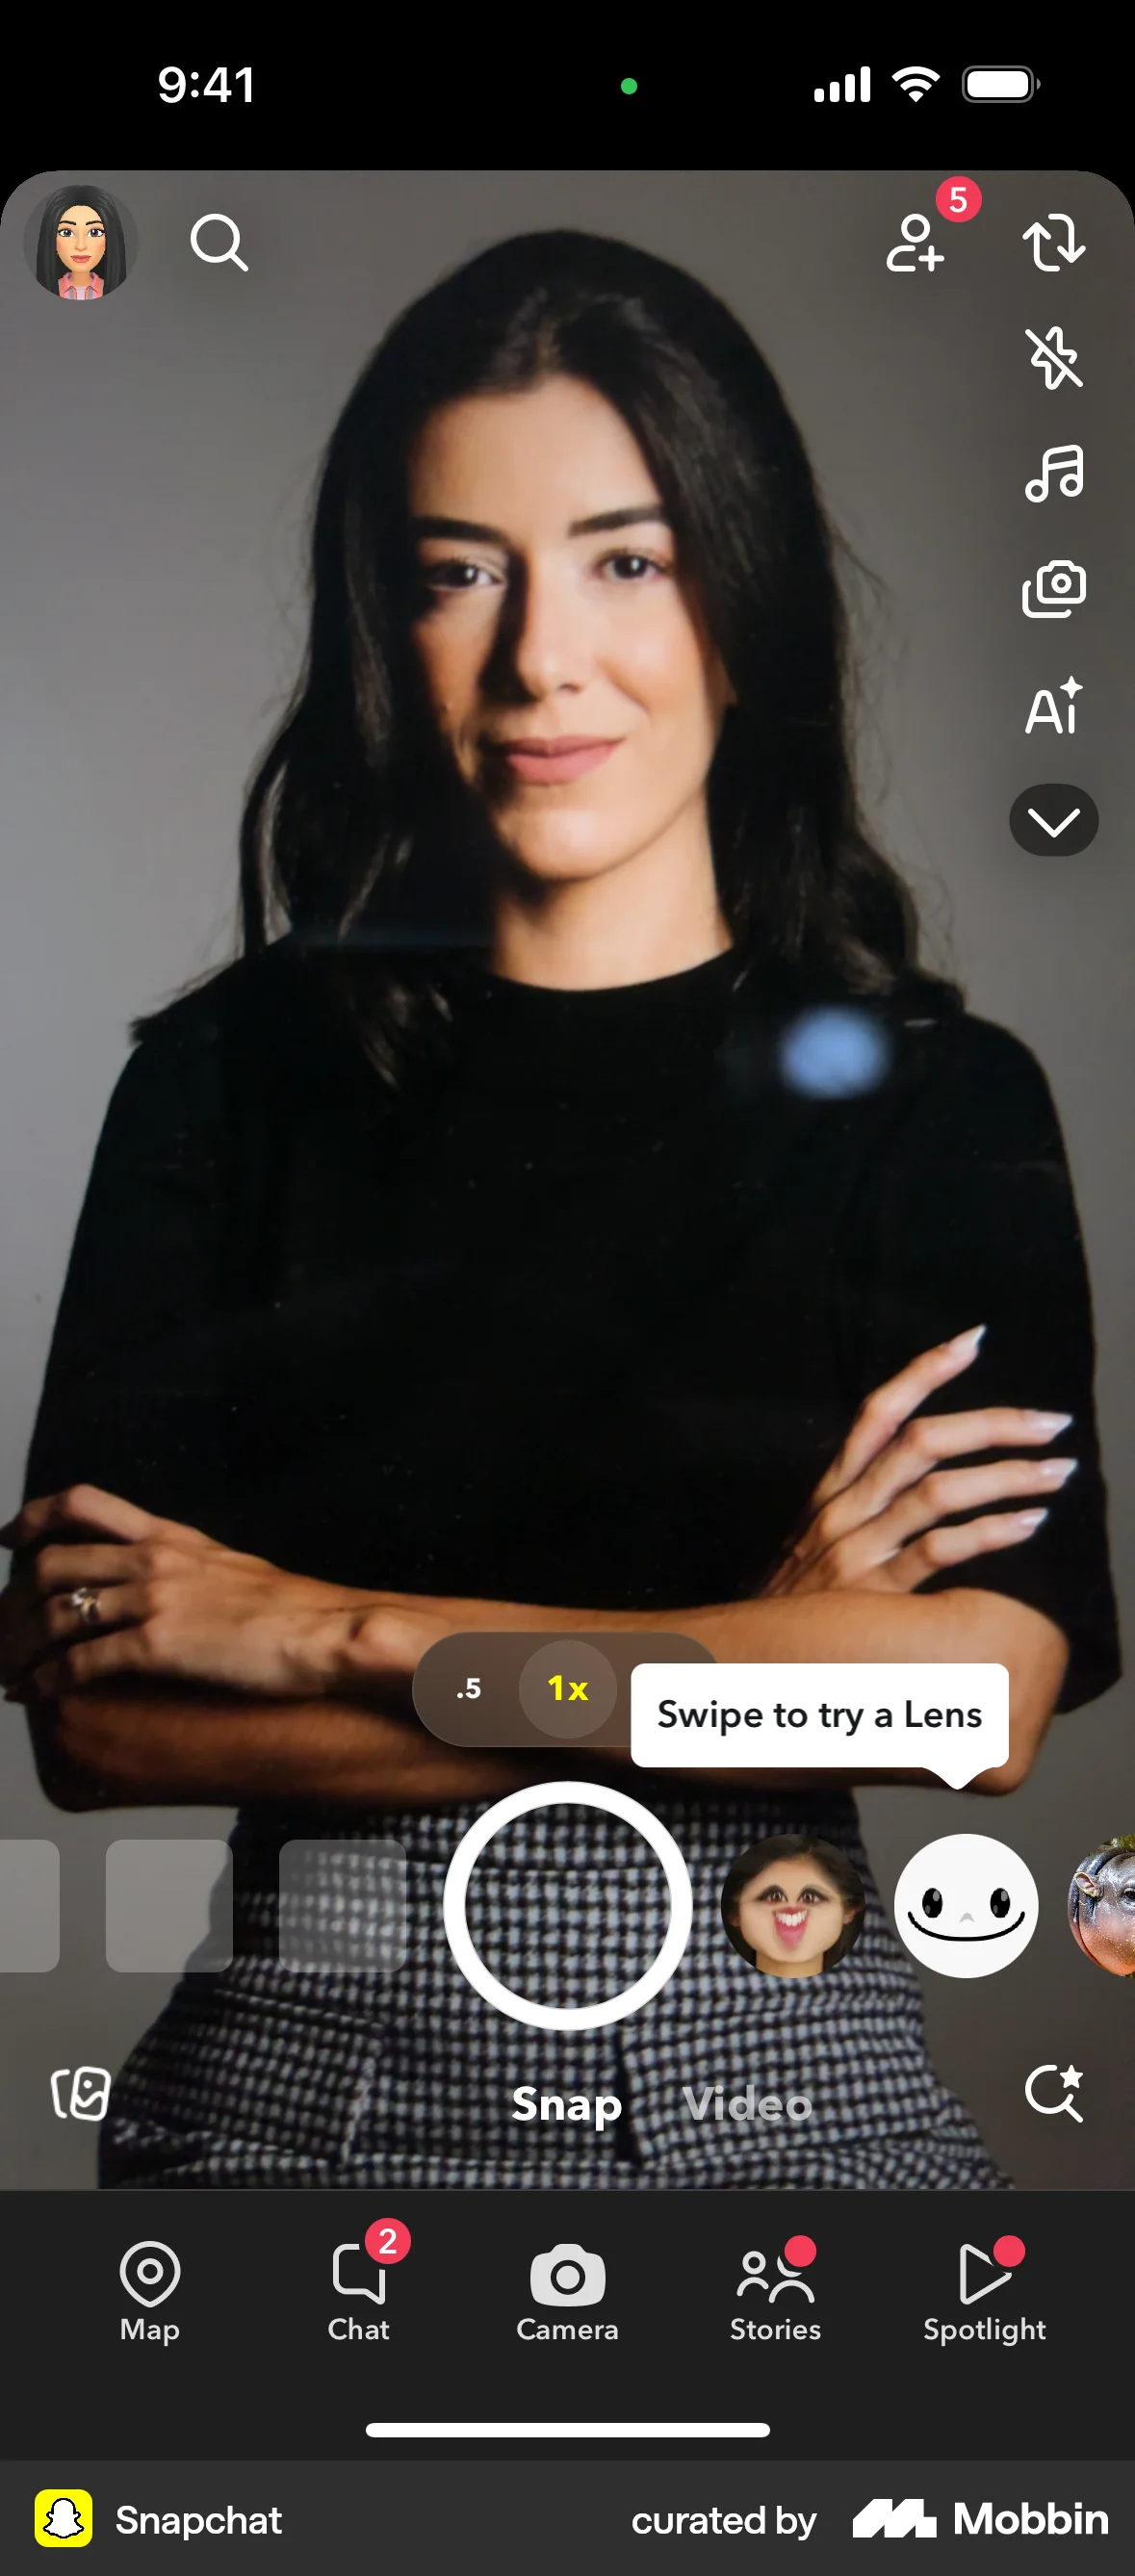 9:41
5
Ai
.5
1x
Swipe to try a Lens
Snap
Video
2
Map
Chat
Camera
Stories
Spotlight
Snapchat
curated by
Mobbin